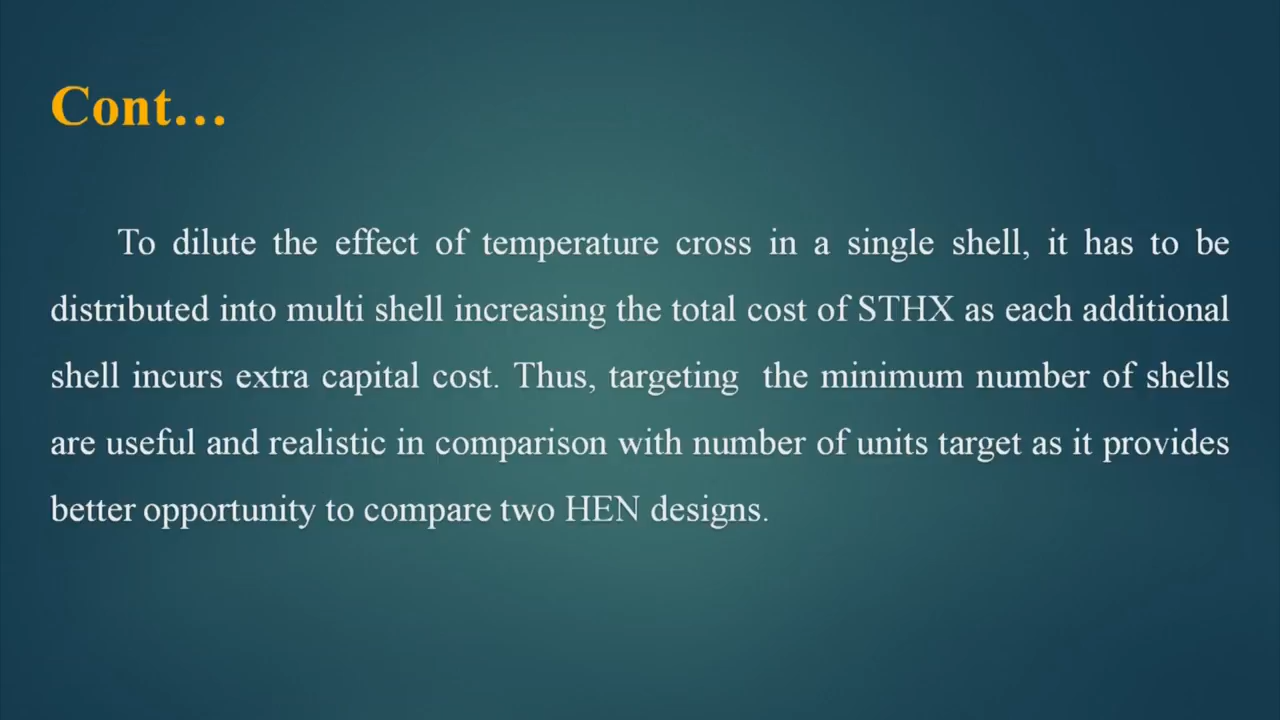 Cont…
To dilute the effect of temperature cross in a single shell, it has to be
distributed into multi shell increasing the total cost of STHX as each additional
shell incurs extra capital cost. Thus, targeting the minimum number of shells
are useful and realistic in comparison with number of units target as it provides
better opportunity to compare two HEN designs.